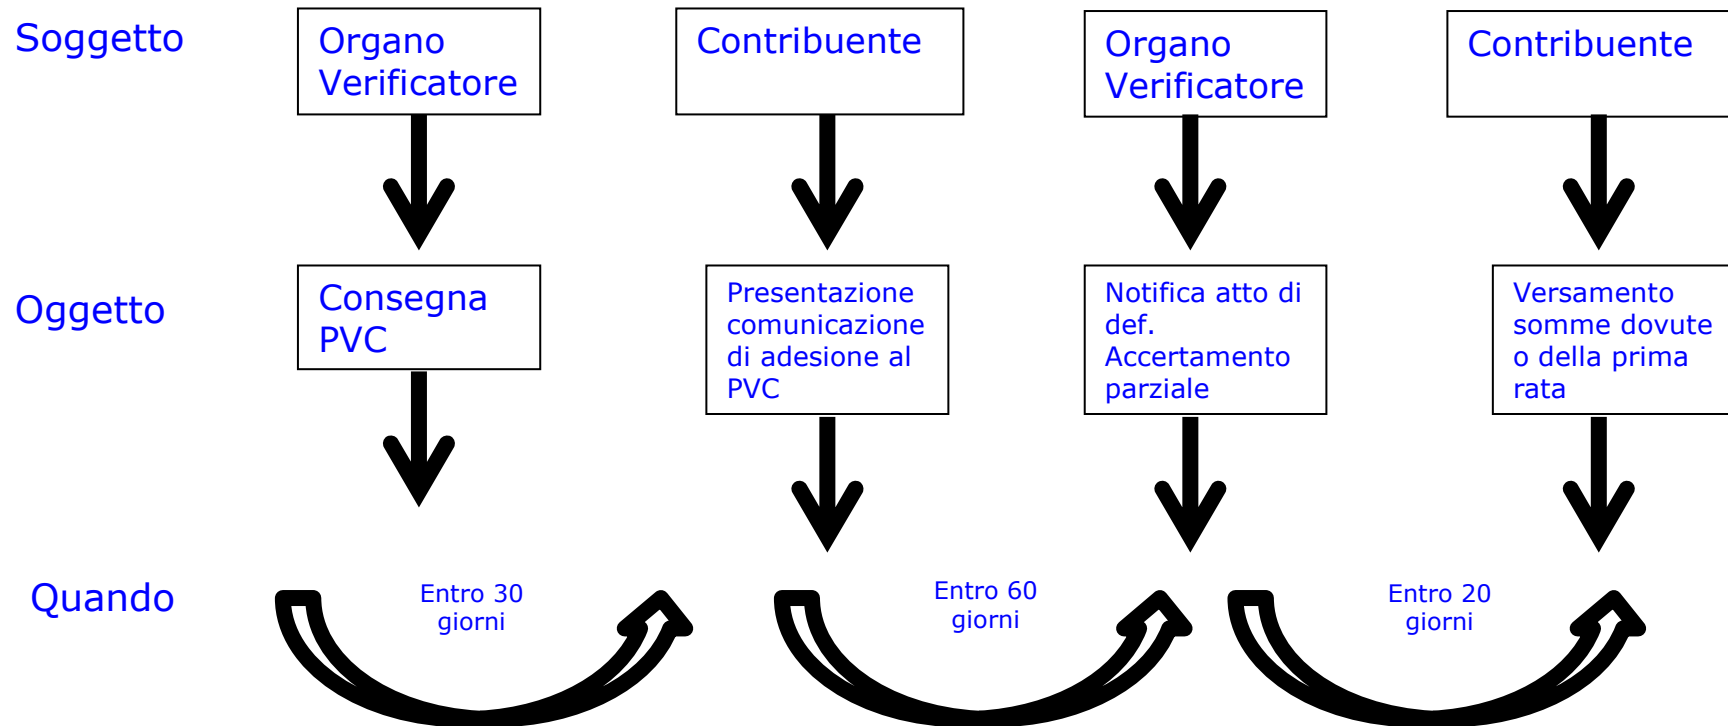 Soggetto
Organo
Verificatore
Contribuente
Organo
Verificatore
Contribuente
Oggetto
Consegna
PVC
Presentazione
comunicazione
di adesione al
PVC
Notifica atto di
def.
Accertamento
parziale
Versamento
somme dovute
o della prima
rata
Quando
Entro 30
giorni
Entro 60
giorni
Entro 20
giorni